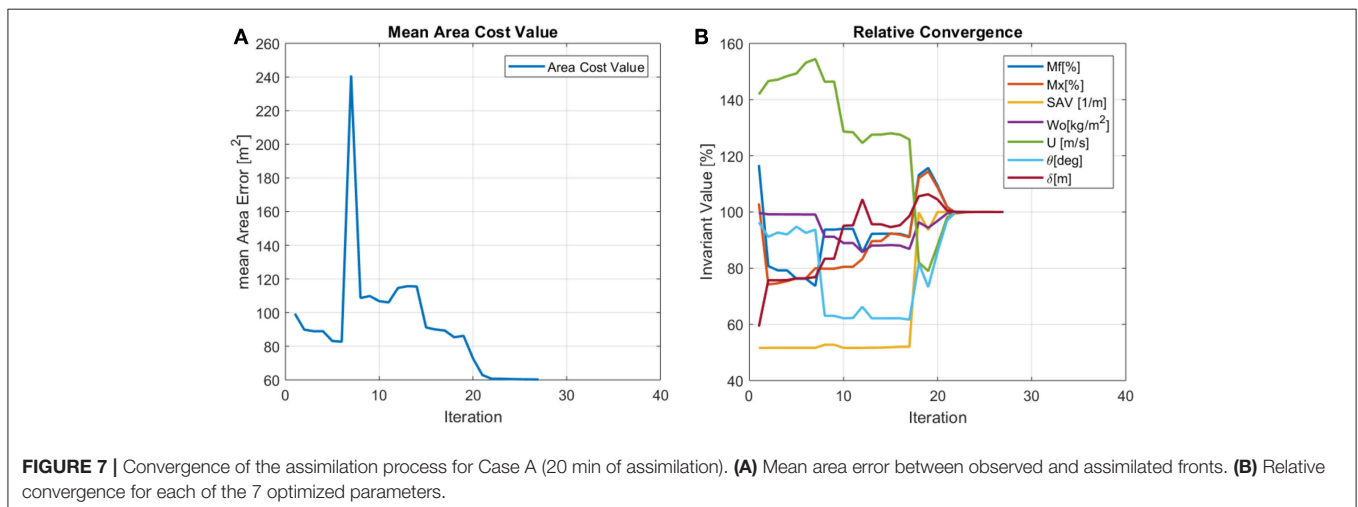 A
Mean Area Cost Value
260
240
220
200
180
160
140
120
100
80
60
mean Area Error [m²]
Area Cost Value
0
10
20
30
40
Iteration
B
Relative Convergence
160
140
120
100
80
60
40
Invariant Value [%]
Mf[%]
Mx[%]
SAV [1/m]
Wo[kg/m²]
U [m/s]
θ[deg]
δ[m]
0
10
20
30
40
Iteration
FIGURE 7 | Convergence of the assimilation process for Case A (20 min of assimilation). (A) Mean area error between observed and assimilated fronts. (B) Relative
convergence for each of the 7 optimized parameters.